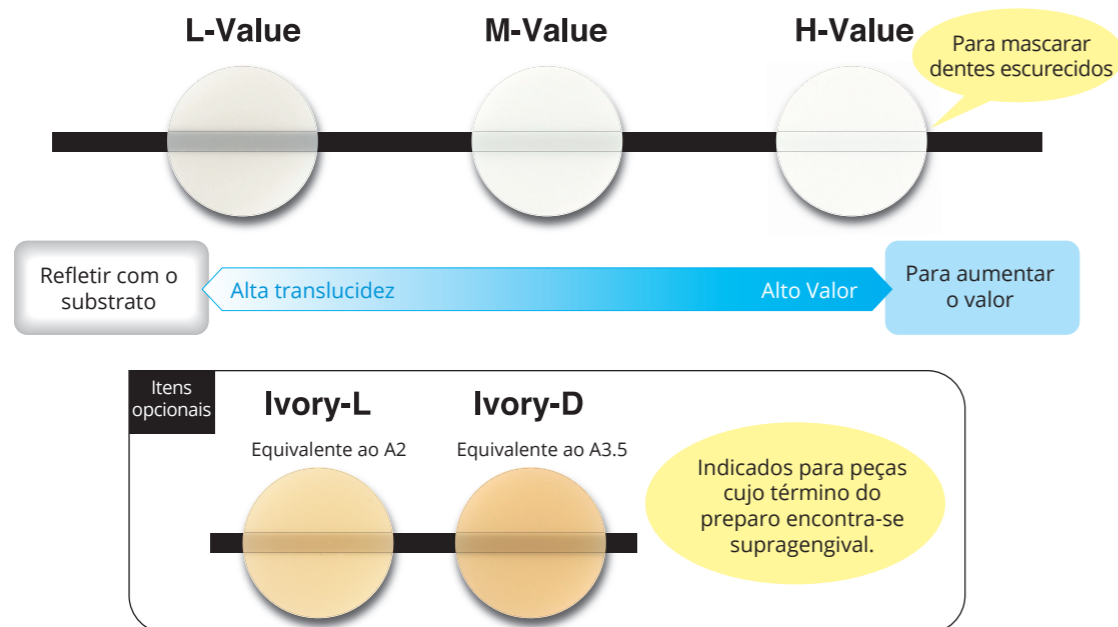 L-Value
M-Value
H-Value
Para mascarar
dentes escurecidos
Refletir com o
substrato
Alta translucidez
Alto Valor
Para aumentar
o valor
Itens
opcionais
Ivory-L
Equivalente ao A2
Ivory-D
Equivalente ao A3.5
Indicados para peças
cujo término do
preparo encontra-se
supragengival.